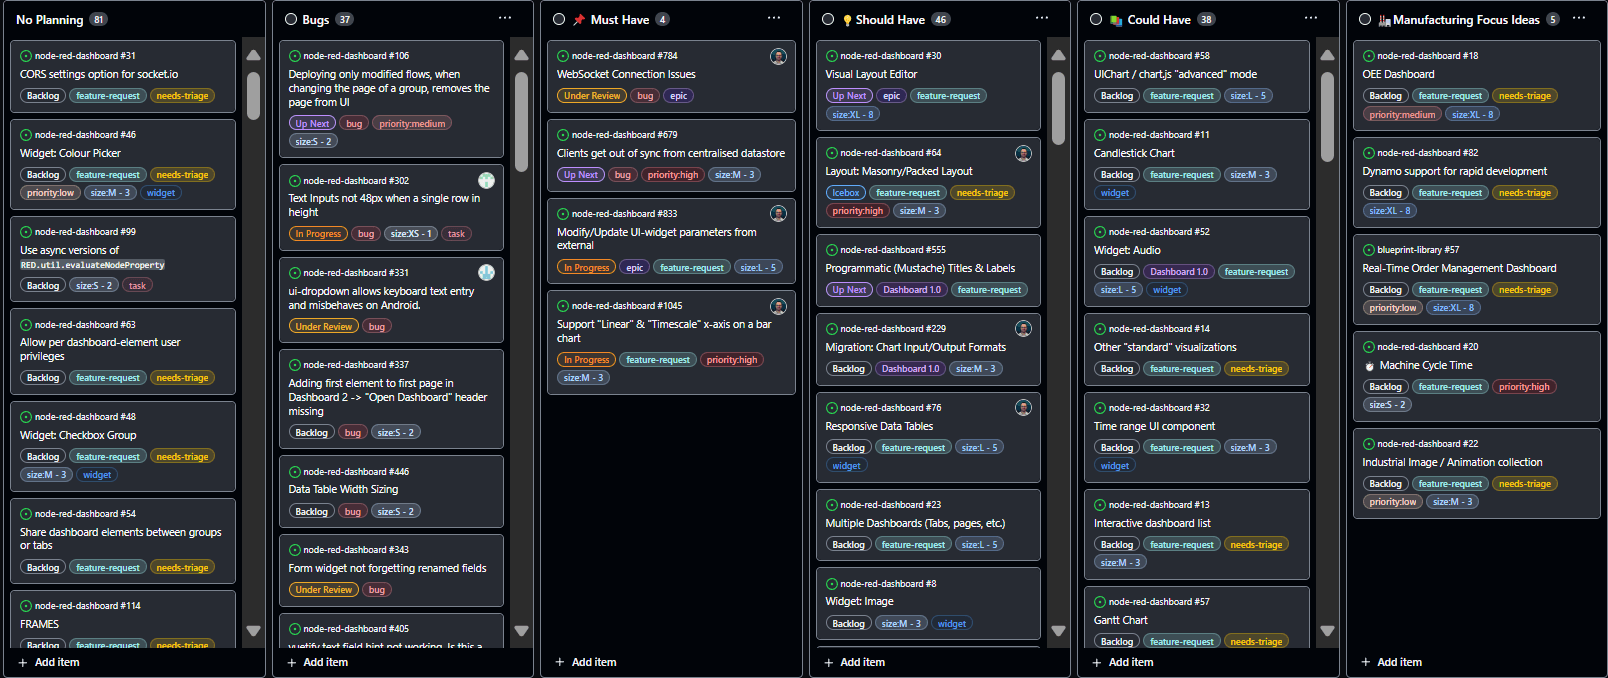 No Planning 81
node-red-dashboard #31
CORS settings option for socket.io
Backlog feature-request needs-triage
node-red-dashboard #46
Widget: Colour Picker
Backlog feature-request needs-triage
priority:low size:M - 3 widget
node-red-dashboard #99
Use async versions of
RED.util.evaluateNodeProperty
Backlog size:S - 2 task
node-red-dashboard #63
Allow per dashboard-element user
privileges
Backlog feature-request needs-triage
node-red-dashboard #48
Widget: Checkbox Group
Backlog feature-request needs-triage
size:M - 3 widget
node-red-dashboard #54
Share dashboard elements between groups
or tabs
Backlog feature-request needs-triage
node-red-dashboard #114
FRAMES
Backlog feature-request needs-triage
+ Add item
Bugs 37
node-red-dashboard #106
Deploying only modified flows, when
changing the page of a group, removes the
page from UI
Up Next bug priority:medium
size:S - 2
node-red-dashboard #302
Text Inputs not 48px when a single row in
height
In Progress bug size:XS - 1 task
node-red-dashboard #331
ui-dropdown allows keyboard text entry
and misbehaves on Android.
Under Review bug
node-red-dashboard #337
Adding first element to first page in
Dashboard 2 -> "Open Dashboard" header
missing
Backlog bug size:S - 2
node-red-dashboard #446
Data Table Width Sizing
Backlog bug size:S - 2
node-red-dashboard #343
Form widget not forgetting renamed fields
Under Review bug
node-red-dashboard #405
vuetify text field hint not working. Is this a
+ Add item
Must Have 4
node-red-dashboard #784
WebSocket Connection Issues
Under Review bug epic
node-red-dashboard #679
Clients get out of sync from centralised datastore
Up Next bug priority:high size:M - 3
node-red-dashboard #833
Modify/Update UI-widget parameters from
external
In Progress epic feature-request size:L - 5
node-red-dashboard #1045
Support "Linear" & "Timescale" x-axis on a bar
chart
In Progress feature-request priority:high
size:M - 3
+ Add item
Should Have 46
node-red-dashboard #30
Visual Layout Editor
Up Next epic feature-request
size:XL - 8
node-red-dashboard #64
Layout: Masonry/Packed Layout
Icebox feature-request needs-triage
priority:high size:M - 3
node-red-dashboard #555
Programmatic (Mustache) Titles & Labels
Up Next Dashboard 1.0 feature-request
node-red-dashboard #229
Migration: Chart Input/Output Formats
Backlog Dashboard 1.0 size:M - 3
node-red-dashboard #76
Responsive Data Tables
Backlog feature-request size:L - 5
widget
node-red-dashboard #23
Multiple Dashboards (Tabs, pages, etc.)
Backlog feature-request size:L - 5
node-red-dashboard #8
Widget: Image
Backlog size:M - 3 widget
+ Add item
Could Have 38
node-red-dashboard #58
UIChart / chart.js "advanced" mode
Backlog feature-request size:L - 5
node-red-dashboard #11
Candlestick Chart
Backlog feature-request size:M - 3
widget
node-red-dashboard #52
Widget: Audio
Backlog Dashboard 1.0 feature-request
size:L - 5 widget
node-red-dashboard #14
Other "standard" visualizations
Backlog feature-request needs-triage
node-red-dashboard #32
Time range UI component
Backlog feature-request size:M - 3
widget
node-red-dashboard #13
Interactive dashboard list
Backlog feature-request needs-triage
size:M - 3
node-red-dashboard #57
Gantt Chart
Backlog feature-request needs-triage
+ Add item
Manufacturing Focus Ideas 5
node-red-dashboard #18
OEE Dashboard
Backlog feature-request needs-triage
priority:medium size:XL - 8
node-red-dashboard #82
Dynamo support for rapid development
Backlog feature-request needs-triage
size:XL - 8
blueprint-library #57
Real-Time Order Management Dashboard
Backlog feature-request needs-triage
priority:low size:XL - 8
node-red-dashboard #20
Machine Cycle Time
Backlog feature-request priority:high
size:S - 2
node-red-dashboard #22
Industrial Image / Animation collection
Backlog feature-request needs-triage
priority:low size:M - 3
+ Add item